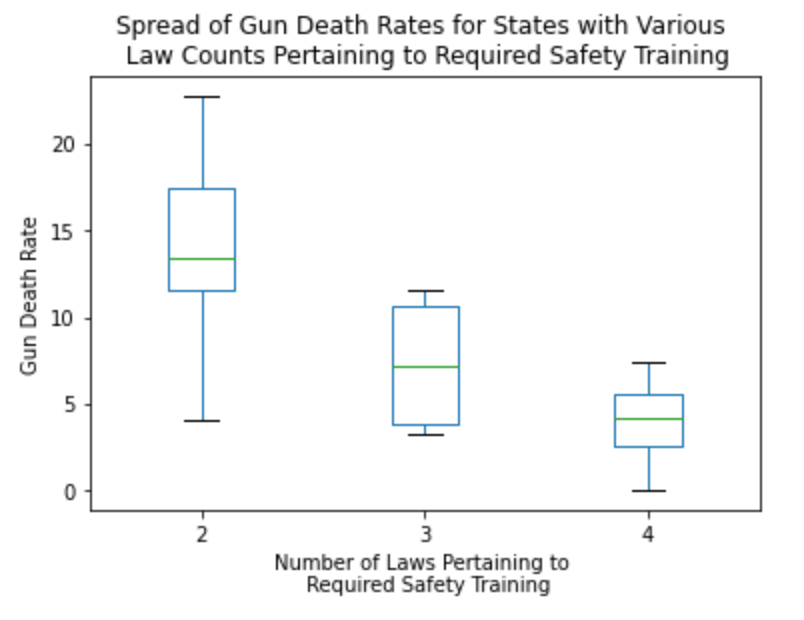 Spread of Gun Death Rates for States with Various
Law Counts Pertaining to Required Safety Training
20
15
10
5
0
Gun Death Rate
2 3 4
Number of Laws Pertaining to
Required Safety Training